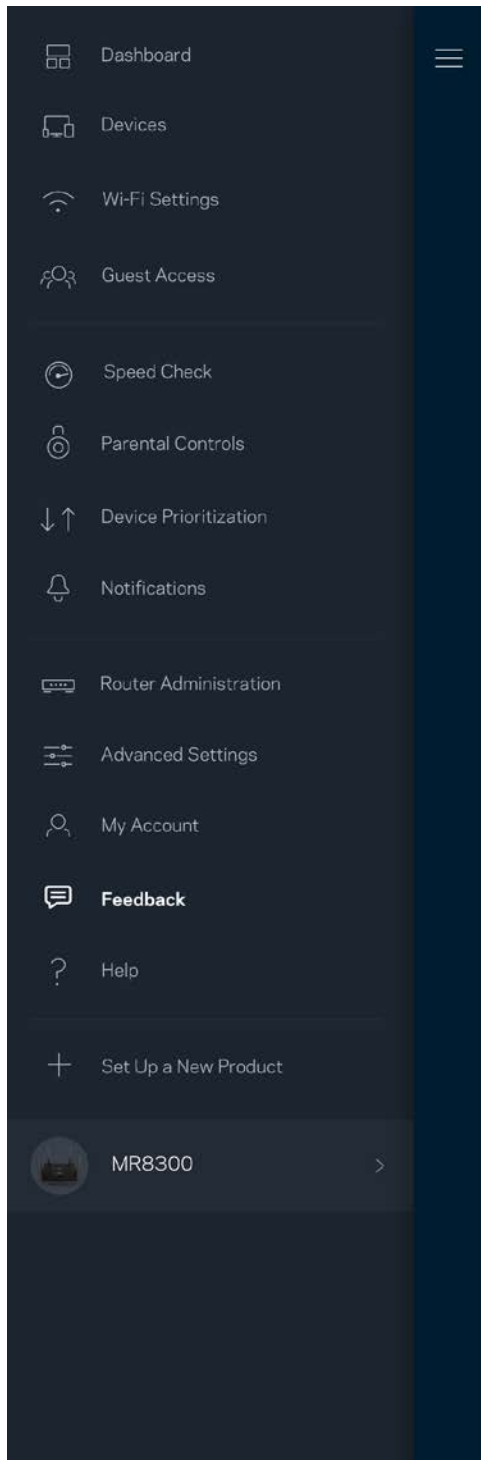 Dashboard
Devices
Wi-Fi Settings
Guest Access
Speed Check
Parental Controls
Device Prioritization
Notifications
Router Administration
Advanced Settings
My Account
Feedback
Help
Set Up a New Product
MR8300